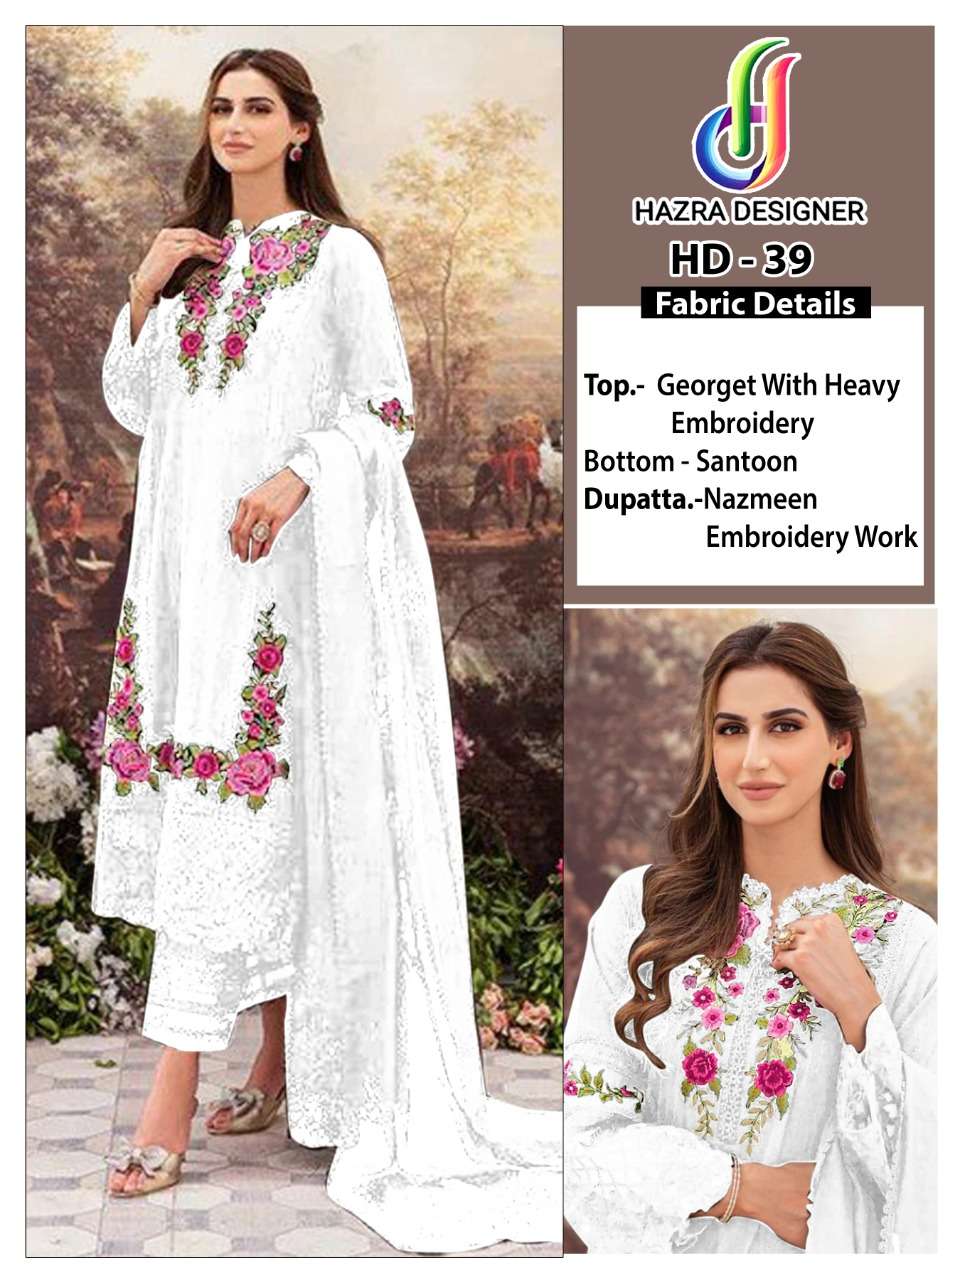 HAZRA DESIGNER
HD - 39
Fabric Details
Top.- Georget With Heavy
Embroidery
Bottom - Santoon
Dupatta.-Nazmeen
Embroidery Work